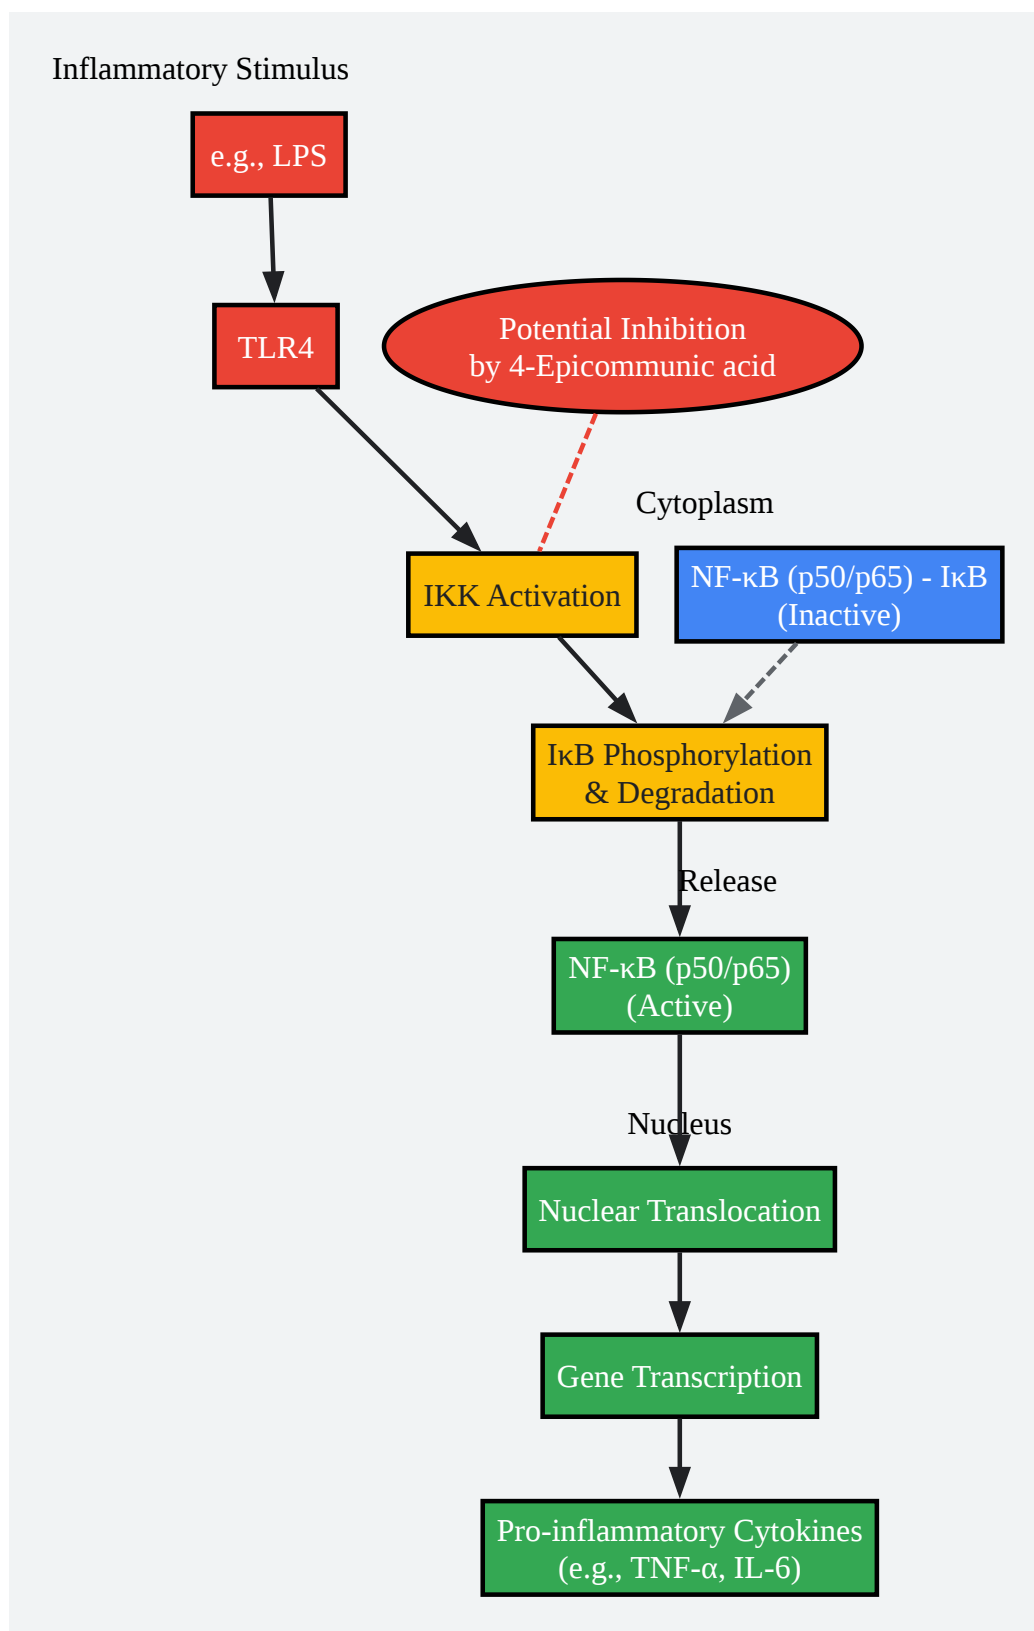 Inflammatory Stimulus
e.g., LPS
TLR4
Potential Inhibition
by 4-Epicommunic acid
Cytoplasm
IKK Activation
NF-κB (p50/p65) - IκB
(Inactive)
IκB Phosphorylation
& Degradation
Release
NF-κB (p50/p65)
(Active)
Nucleus
Nuclear Translocation
Gene Transcription
Pro-inflammatory Cytokines
(e.g., TNF-α, IL-6)